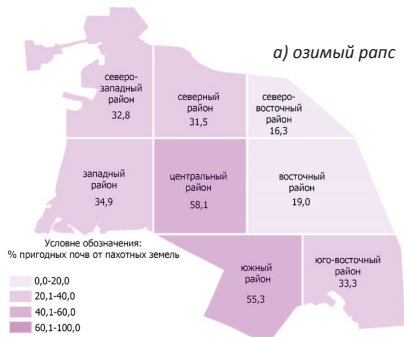 а) озимый рапс
северо-
западный
район
32,8
северный
район
31,5
северо-
восточный
район
16,3
западный
район
34,9
центральный
район
58,1
восточный
район
19,0
южный
район
55,3
юго-восточный
район
33,3
Условне обозначения:
% пригодных почв от пахотных земель
0,0-20,0
20,1-40,0
40,1-60,0
60,1-100,0